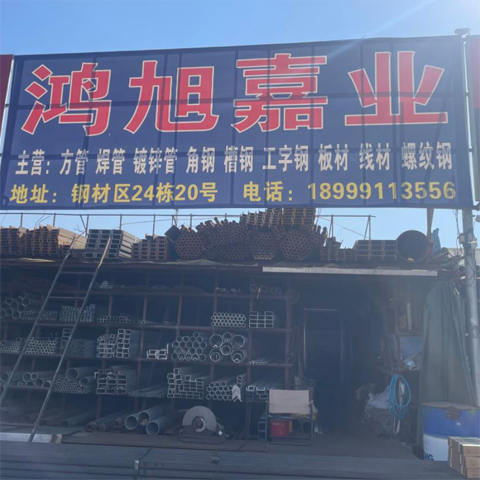 鸿旭嘉业
主营：方管 焊管 镀锌管 角钢 槽钢 工字钢 板材 线材 螺纹钢
地址：钢材区24栋20号 电话：18999113556